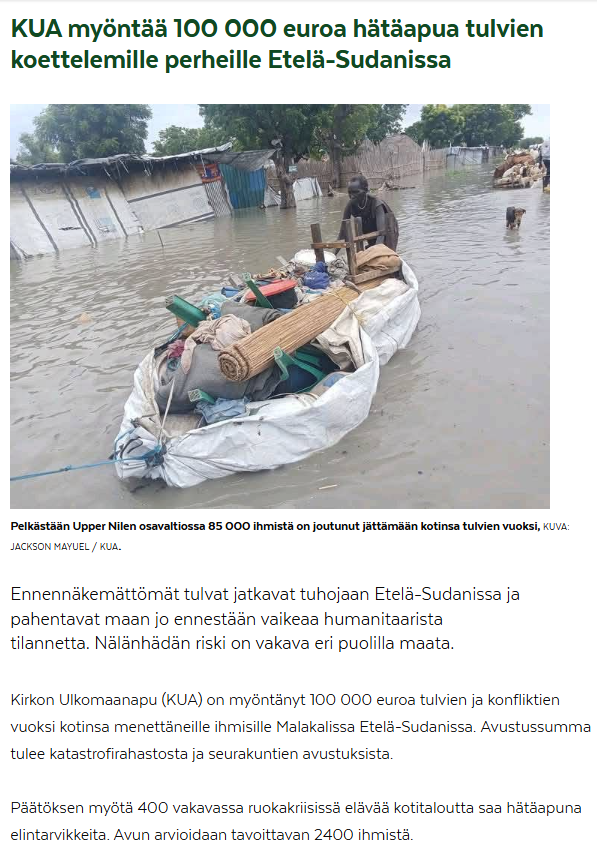 KUA myöntää 100 000 euroa hätäapua tulvien
koettelemille perheille Etelä-Sudanissa
Pelkästään Upper Nilen osavaltiossa 85 000 ihmistä on joutunut jättämään kotinsa tulvien vuoksi, KUVA:
JACKSON MAYUEL / KUA.
Ennennäkemättömät tulvat jatkavat tuhojaan Etelä-Sudanissa ja
pahentavat maan jo ennestään vaikeaa humanitaarista
tilannetta. Nälänhädän riski on vakava eri puolilla maata.
Kirkon Ulkomaanapu (KUA) on myöntänyt 100 000 euroa tulvien ja konfliktien
vuoksi kotinsa menettäneille ihmisille Malakalissa Etelä-Sudanissa. Avustussumma
tulee katastrofirahastosta ja seurakuntien avustuksista.
Päätöksen myötä 400 vakavassa ruokakriisissä elävää kotitaloutta saa hätäapuna
elintarvikkeita. Avun arvioidaan tavoittavan 2400 ihmistä.